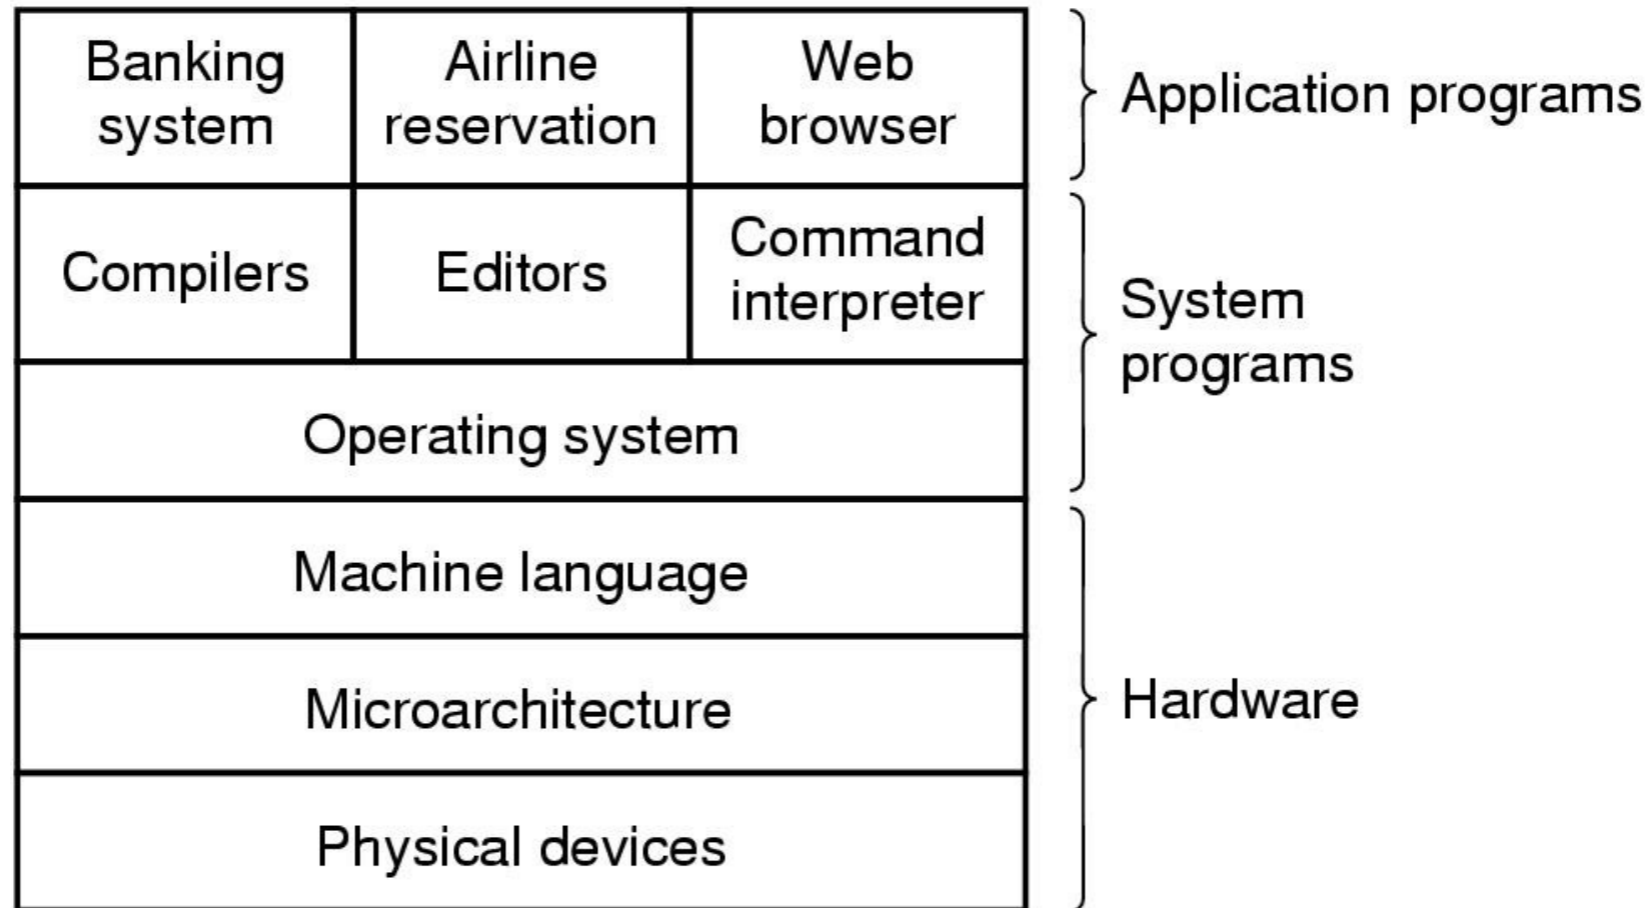 Banking
system
Airline
reservation
Web
browser
Application programs
Compilers
Editors
Command
interpreter
System
programs
Operating system
Machine language
Microarchitecture
Hardware
Physical devices